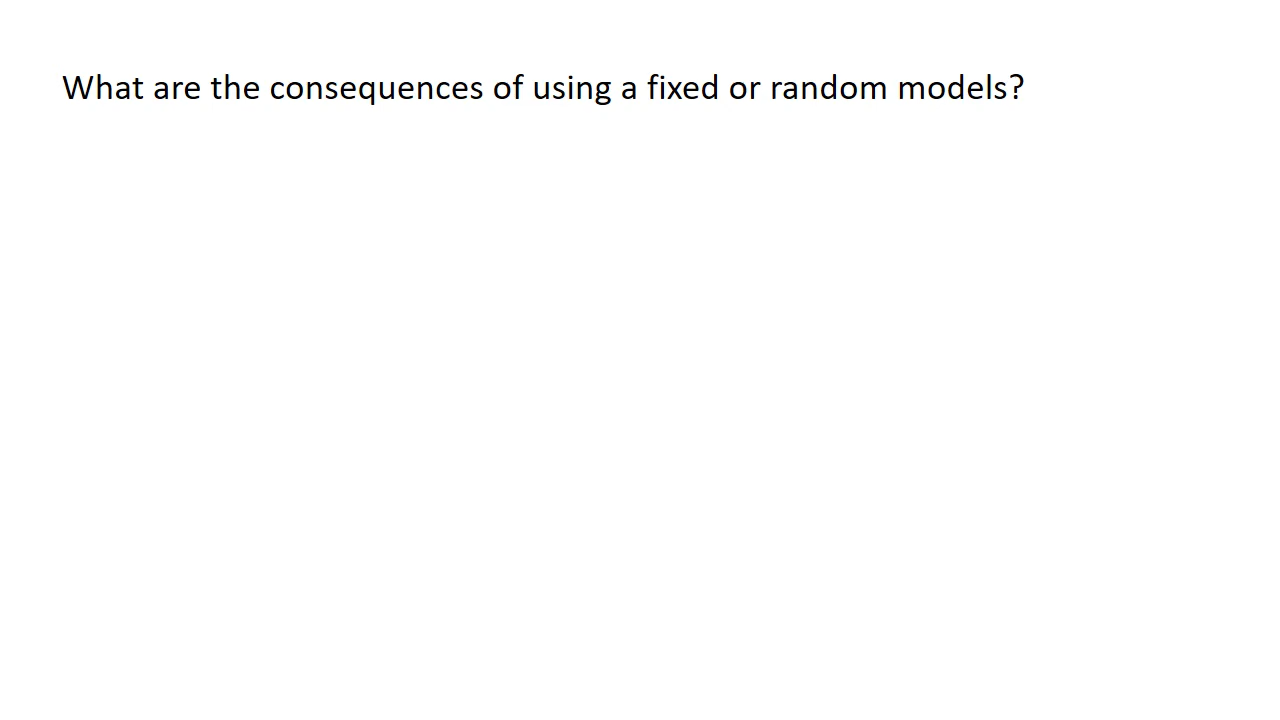 What are the consequences of using a fixed or random models?